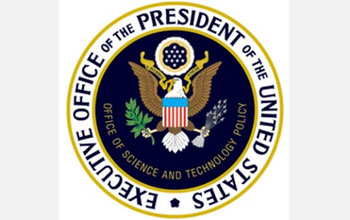 EXECUTIVE OFFICE OF THE PRESIDENT OF THE UNITED STATES
OFFICE OF SCIENCE AND TECHNOLOGY POLICY